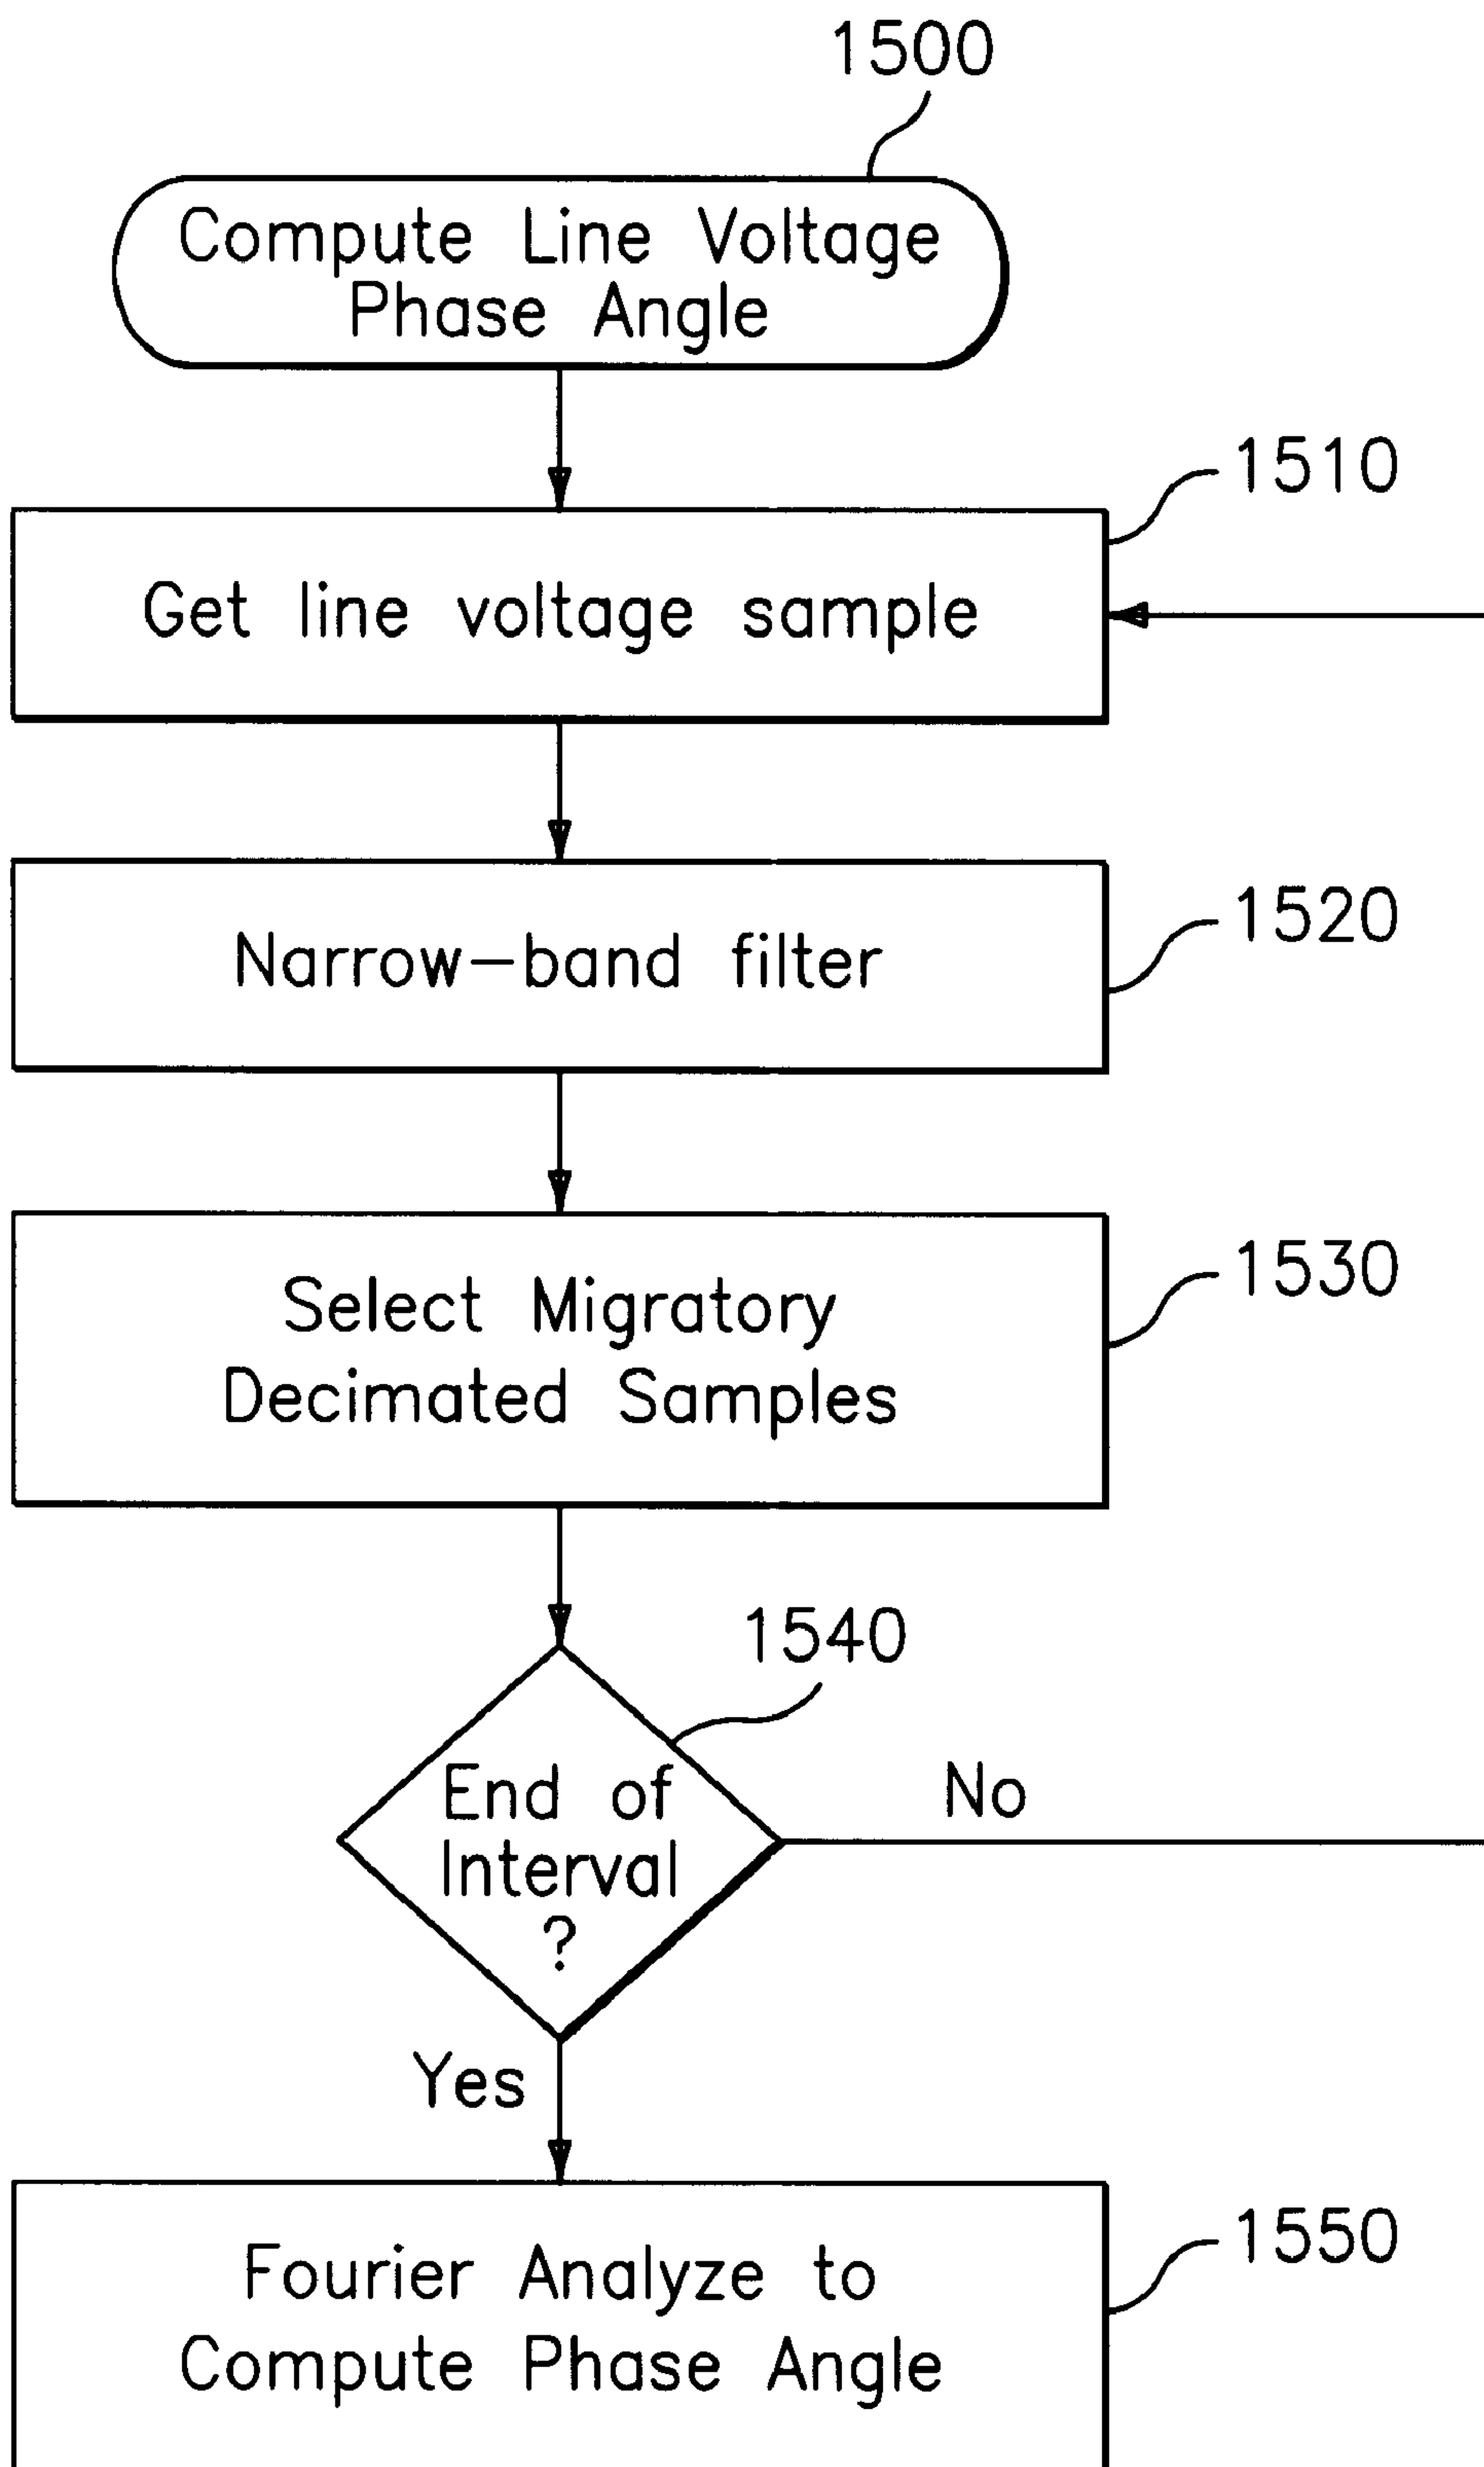 1500
Compute Line Voltage
Phase Angle
1510
Get line voltage sample
1520
Narrow-band filter
1530
Select Migratory
Decimated Samples
1540
End of
Interval
?
No
Yes
1550
Fourier Analyze to
Compute Phase Angle